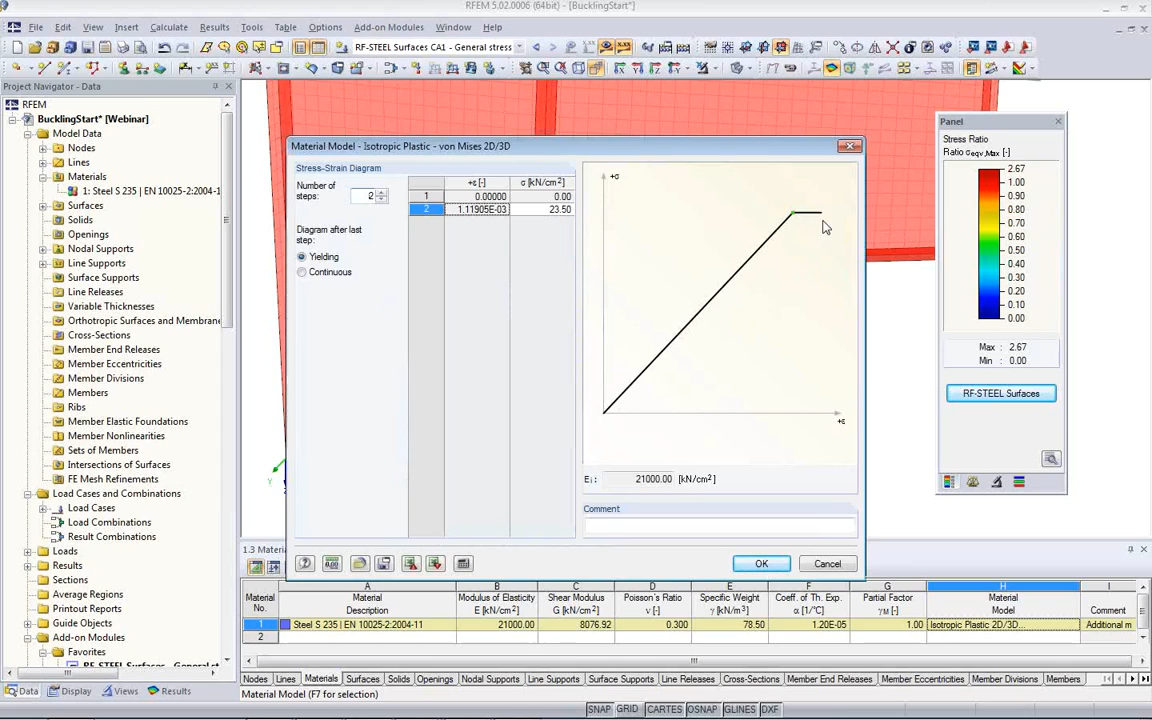 RFEM 5.02.0006 (64bit) - [BucklingStart*]
File Edit View Insert Calculate Results Tools Table Options Add-on Modules Window Help
RF-STEEL Surfaces CA1 - General stress
Project Navigator - Data
RFEM
BucklingStart* [Webinar]
Model Data
Nodes
Lines
Materials
1: Steel S 235 | EN 10025-2:2004-1
Surfaces
Solids
Openings
Nodal Supports
Line Supports
Surface Supports
Line Releases
Variable Thicknesses
Orthotropic Surfaces and Membrane
Cross-Sections
Member End Releases
Member Eccentricities
Member Divisions
Members
Ribs
Member Elastic Foundations
Member Nonlinearities
Sets of Members
Intersections of Surfaces
FE Mesh Refinements
Load Cases and Combinations
Load Cases
Load Combinations
Result Combinations
Loads
Results
Sections
Average Regions
Printout Reports
Guide Objects
Add-on Modules
Favorites
RF-STEEL Surfaces - General st
Data Display Views Results
Material Model - Isotropic Plastic - von Mises 2D/3D
Stress-Strain Diagram
Number of
steps:
2
Diagram after last
step:
Yielding
Continuous
+ε [-] σ [kN/cm2]
1 0.00000 0.00
2 1.11905E-03 23.50
+σ
+ε
Ei: 21000.00 [kN/cm2]
Comment
OK Cancel
Panel
Stress Ratio
Ratio σeqv,Max [-]
2.67
1.00
0.90
0.80
0.70
0.60
0.50
0.40
0.30
0.20
0.10
0.00
Max : 2.67
Min : 0.00
RF-STEEL Surfaces
Y
1.3 Materia
A B C D E F G H I
Material Material Modulus of Elasticity Shear Modulus Poisson's Ratio Specific Weight Coeff. of Th. Exp. Partial Factor Material
No. Description E [kN/cm2] G [kN/cm2] ν [-] γ [kN/m3] α [1/°C] γM [-] Model Comment
1 Steel S 235 | EN 10025-2:2004-11 21000.00 8076.92 0.300 78.50 1.20E-05 1.00 Isotropic Plastic 2D/3D... Additional m
2
Nodes Lines Materials Surfaces Solids Openings Nodal Supports Line Supports Surface Supports Line Releases Cross-Sections Member End Releases Member Eccentricities Member Divisions Members
Material Model (F7 for selection)
SNAP GRID CARTES OSNAP GLINES DXF